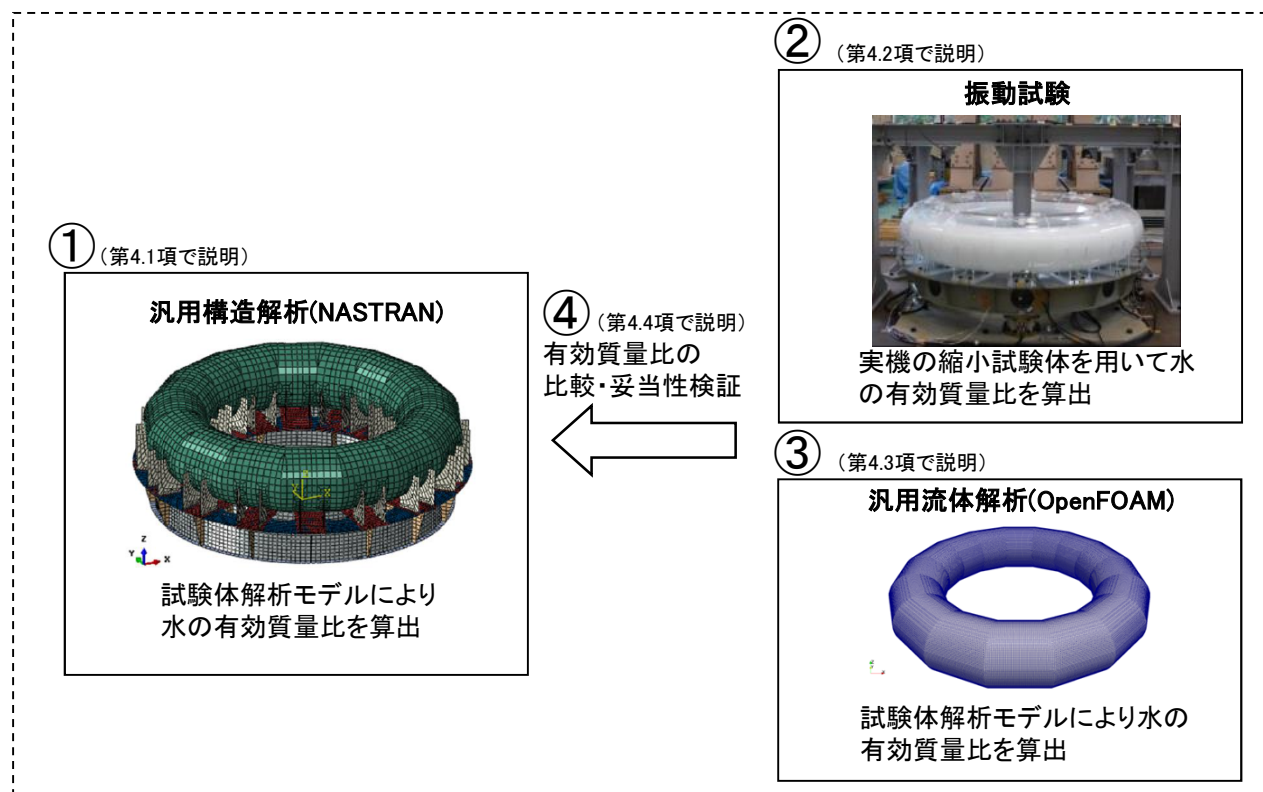 ①(第4.1項で説明)
汎用構造解析(NASTRAN)
Z
Y
X
試験体解析モデルにより
水の有効質量比を算出
②(第4.2項で説明)
振動試験
実機の縮小試験体を用いて水
の有効質量比を算出
③(第4.3項で説明)
汎用流体解析(OpenFOAM)
試験体解析モデルにより水の
有効質量比を算出
④(第4.4項で説明)
有効質量比の
比較・妥当性検証